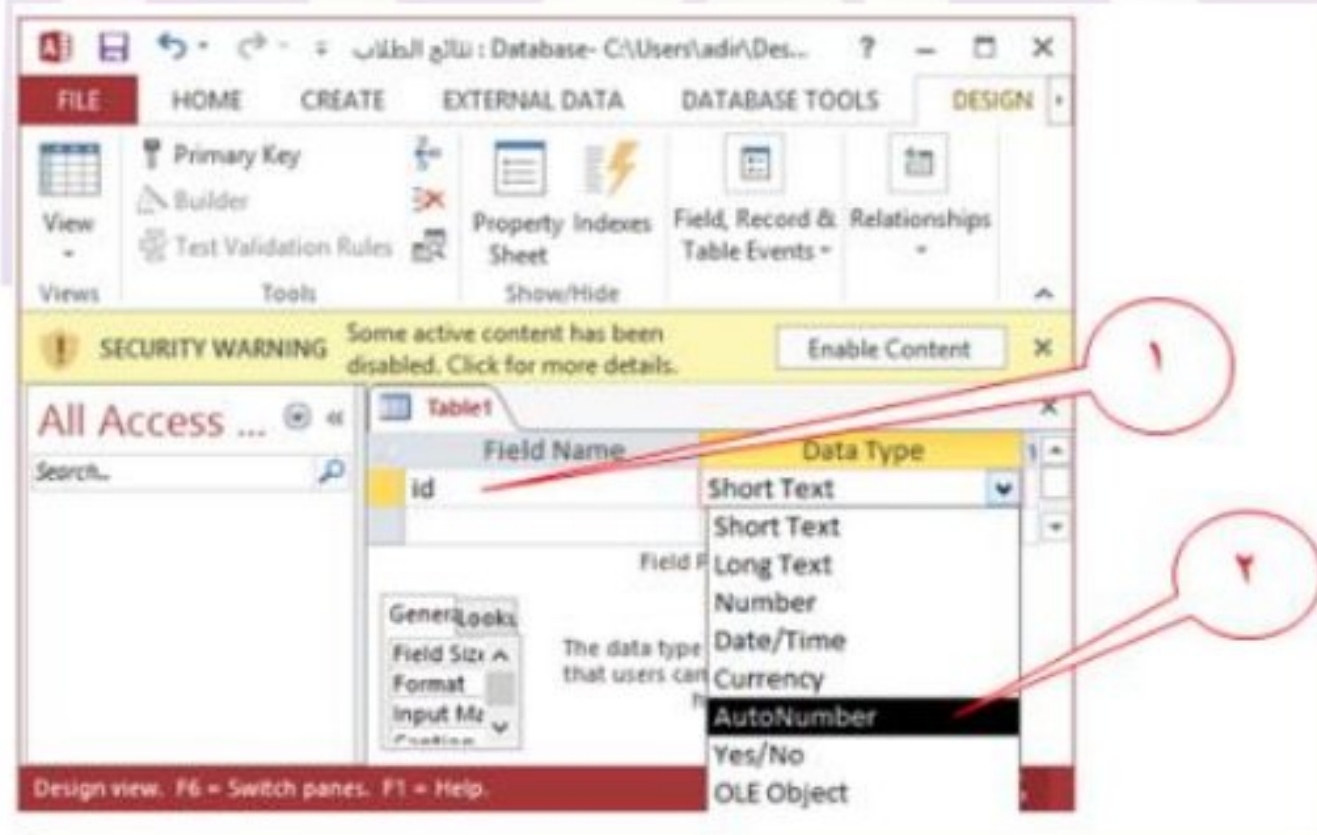 نتائج الطلاب : Database- C:\Users\adir\Des... ?
FILE HOME CREATE EXTERNAL DATA DATABASE TOOLS DESIGN
View
Views
Primary Key
Builder
Test Validation Rules
Tools
Property Sheet
Indexes
Show/Hide
Field, Record &
Table Events
Relationships
SECURITY WARNING Some active content has been
disabled. Click for more details.
Enable Content
١
All Access ...
Search...
Table1
Field Name Data Type
id Short Text
Short Text
Long Text
Number
Date/Time
Currency
AutoNumber
Yes/No
OLE Object
٢
Field
General
Field
Format
Input
The data type
that users can
Design view. F6 = Switch panes. F1 = Help.